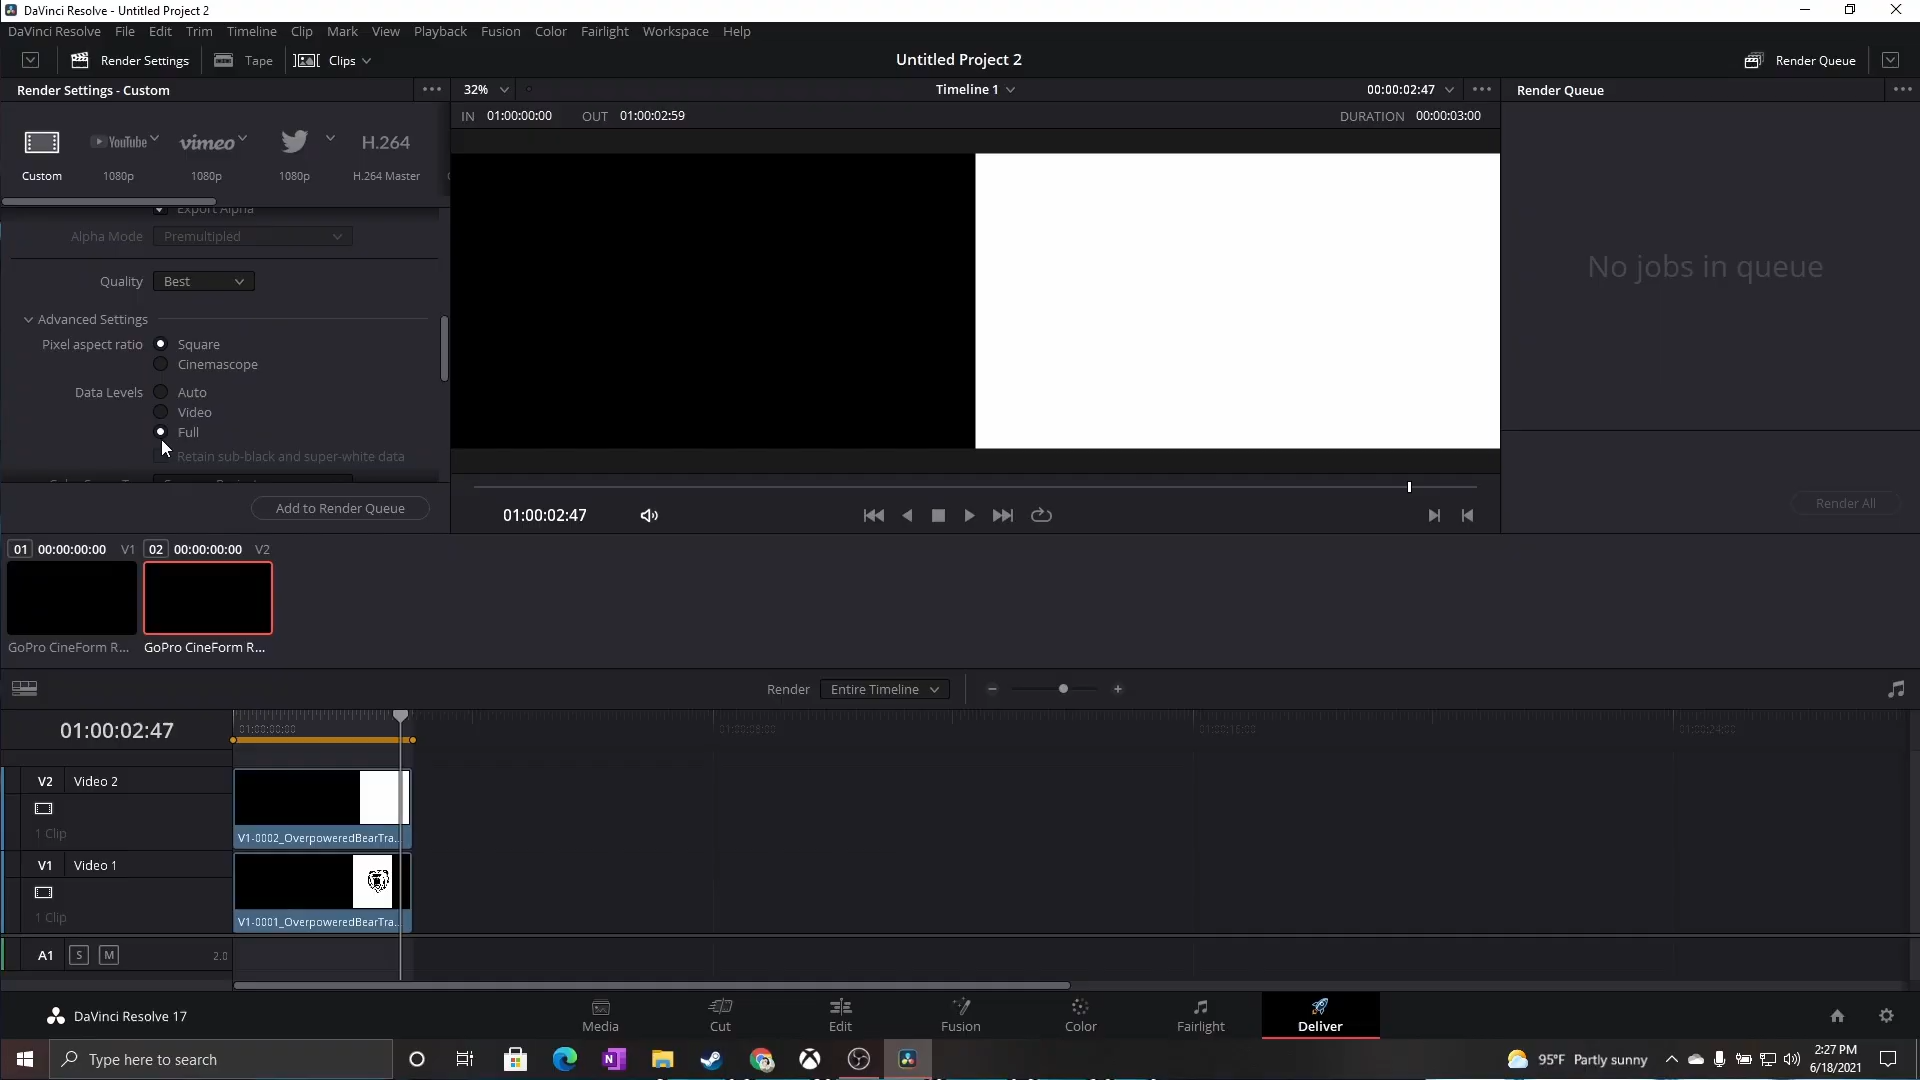 DaVinci Resolve - Untitled Project 2
DaVinci Resolve File Edit Trim Timeline Clip Mark View Playback Fusion Color Fairlight Workspace Help
Render Settings Tape Clips Untitled Project 2 Render Queue
Render Settings - Custom 32% Timeline 1 00:00:02:47 Render Queue
IN 01:00:00:00 OUT 01:00:02:59 DURATION 00:00:03:00
YouTube vimeo H.264
Custom 1080p 1080p 1080p H.264 Master
Export Alpha
Alpha Mode Premultipled
Quality Best
No jobs in queue
Advanced Settings
Pixel aspect ratio Square
Cinemascope
Data Levels Auto
Video
Full
Retain sub-black and super-white data
Add to Render Queue
01:00:02:47
Render All
01 00:00:00:00 V1 02 00:00:00:00 V2
GoPro CineForm R... GoPro CineForm R...
Render Entire Timeline
01:00:02:47
01:00:00:00
V2 Video 2
1 Clip
V1-0002_OverpoweredBearTra...
V1 Video 1
1 Clip
V1-0001_OverpoweredBearTra...
A1 S M 2.0
DaVinci Resolve 17 Media Cut Edit Fusion Color Fairlight Deliver
Type here to search
N
95°F Partly sunny
2:27 PM
6/18/2021